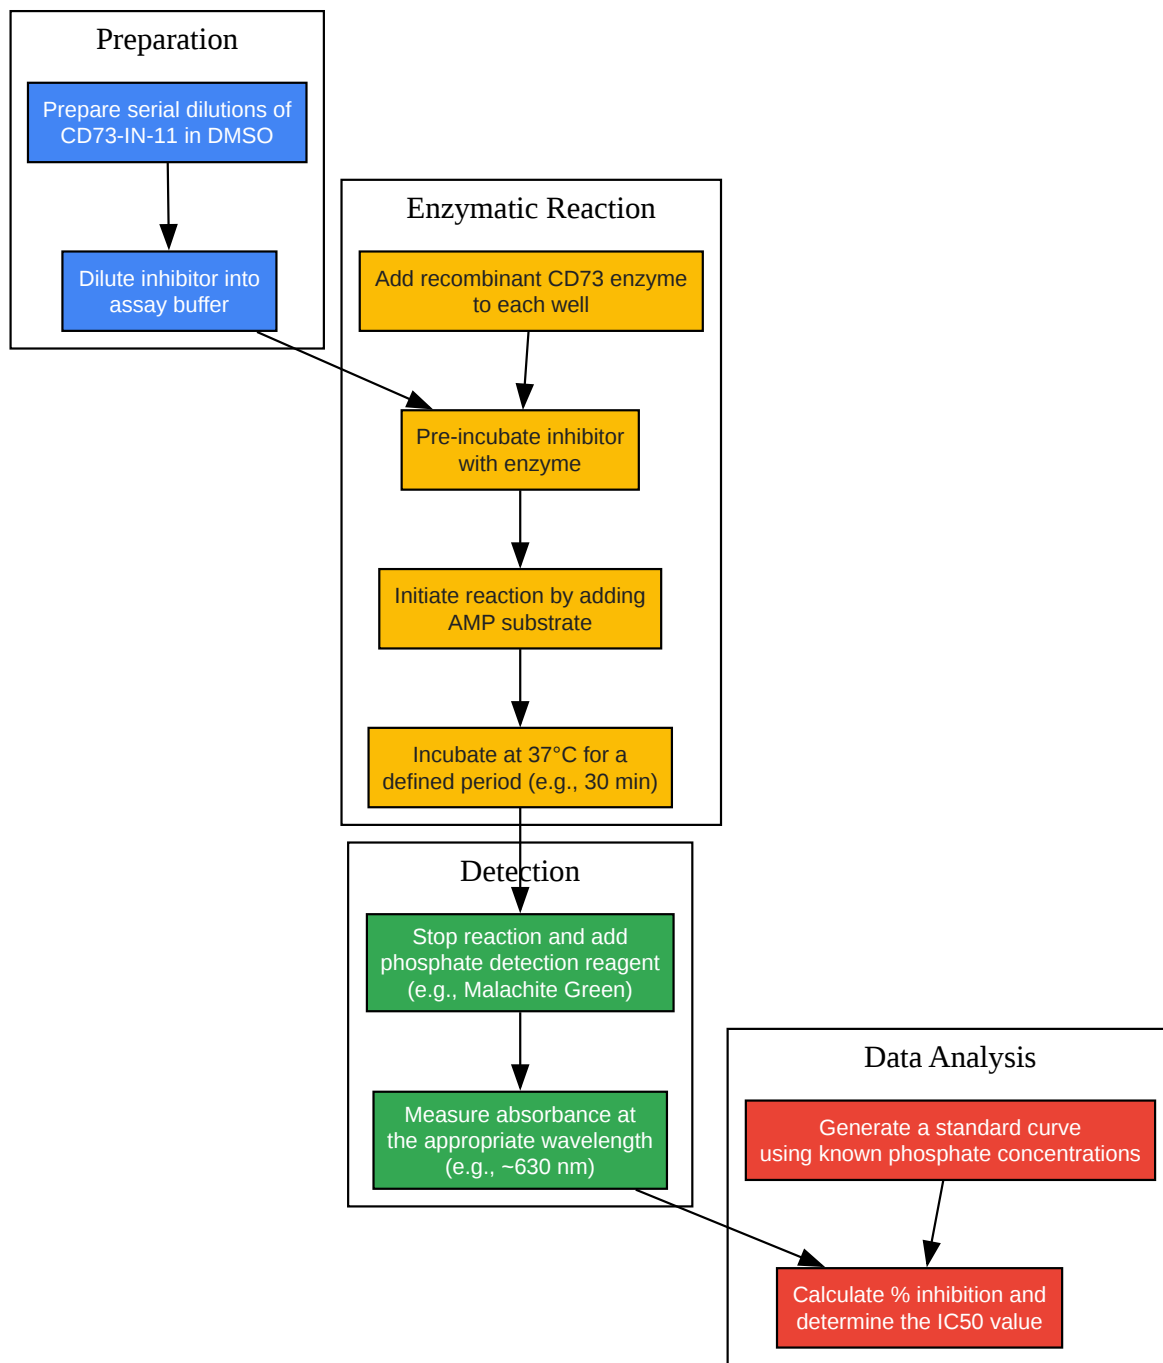 Preparation
Prepare serial dilutions of
CD73-IN-11 in DMSO
Dilute inhibitor into
assay buffer
Enzymatic Reaction
Add recombinant CD73 enzyme
to each well
Pre-incubate inhibitor
with enzyme
Initiate reaction by adding
AMP substrate
Incubate at 37°C for a
defined period (e.g., 30 min)
Detection
Stop reaction and add
phosphate detection reagent
(e.g., Malachite Green)
Measure absorbance at
the appropriate wavelength
(e.g., ~630 nm)
Data Analysis
Generate a standard curve
using known phosphate concentrations
Calculate % inhibition and
determine the IC50 value